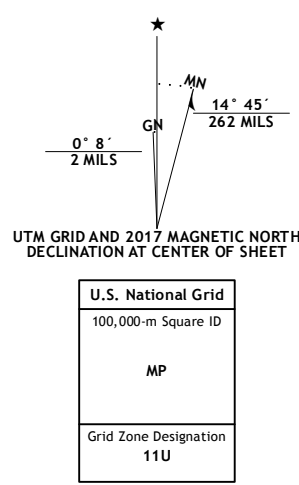 ★
MN
GN
14° 45´
262 MILS
0° 8´
2 MILS
UTM GRID AND 2017 MAGNETIC NORTH
DECLINATION AT CENTER OF SHEET
U.S. National Grid
100,000-m Square ID
MP
Grid Zone Designation
11U